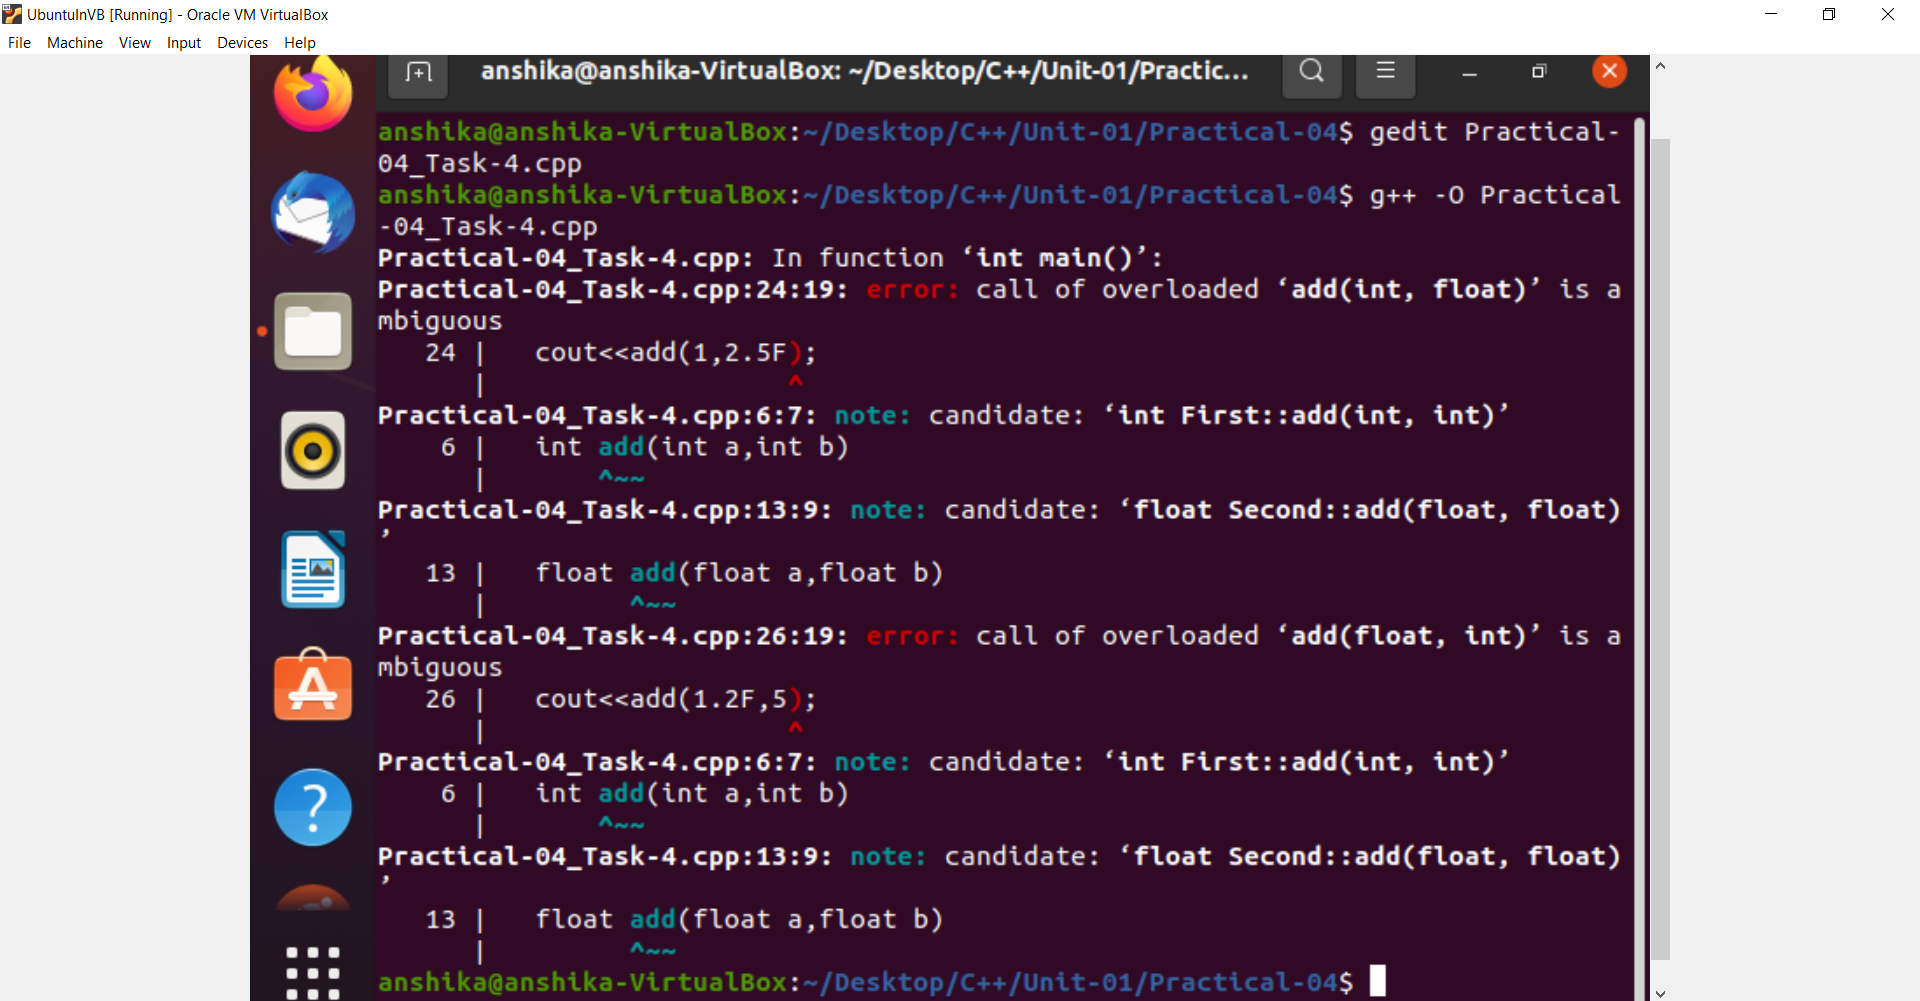 UbuntuInVB [Running] - Oracle VM VirtualBox
File Machine View Input Devices Help
anshika@anshika-VirtualBox: ~/Desktop/C++/Unit-01/Practic...
anshika@anshika-VirtualBox:~/Desktop/C++/Unit-01/Practical-04$ gedit Practical-
04_Task-4.cpp
anshika@anshika-VirtualBox:~/Desktop/C++/Unit-01/Practical-04$ g++ -O Practical
-04_Task-4.cpp
Practical-04_Task-4.cpp: In function ‘int main()’:
Practical-04_Task-4.cpp:24:19: error: call of overloaded ‘add(int, float)’ is a
mbiguous
24 | cout<<add(1,2.5F);
| ^
Practical-04_Task-4.cpp:6:7: note: candidate: ‘int First::add(int, int)’
6 | int add(int a,int b)
| ^~~
Practical-04_Task-4.cpp:13:9: note: candidate: ‘float Second::add(float, float)
’
13 | float add(float a,float b)
| ^~~
Practical-04_Task-4.cpp:26:19: error: call of overloaded ‘add(float, int)’ is a
mbiguous
26 | cout<<add(1.2F,5);
| ^
Practical-04_Task-4.cpp:6:7: note: candidate: ‘int First::add(int, int)’
6 | int add(int a,int b)
| ^~~
Practical-04_Task-4.cpp:13:9: note: candidate: ‘float Second::add(float, float)
’
13 | float add(float a,float b)
| ^~~
anshika@anshika-VirtualBox:~/Desktop/C++/Unit-01/Practical-04$